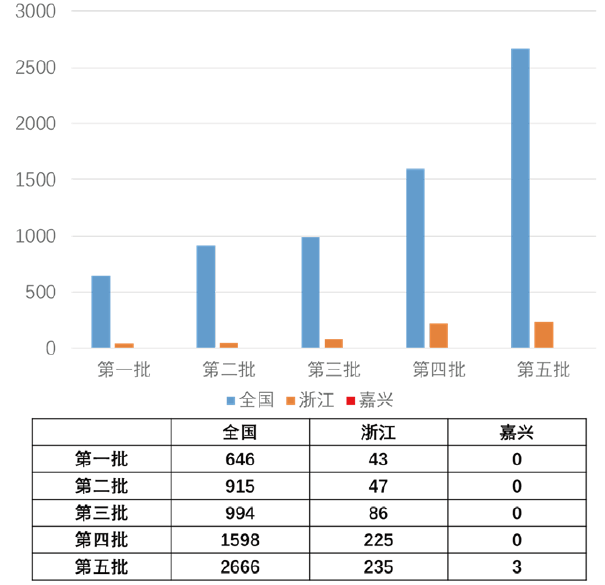 3000
2500
2000
1500
1000
500
0
第一批 第二批 第三批 第四批 第五批
全国 浙江 嘉兴
全国 浙江 嘉兴
第一批 646 43 0
第二批 915 47 0
第三批 994 86 0
第四批 1598 225 0
第五批 2666 235 3